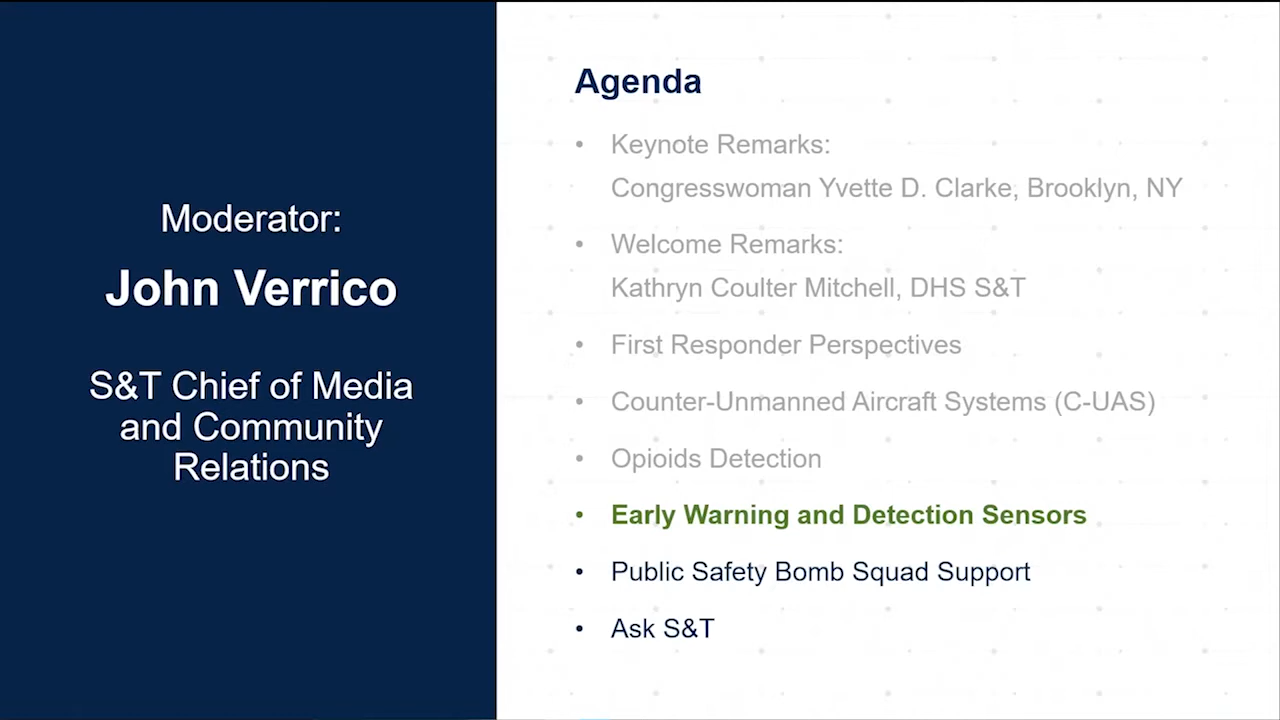 Moderator:
John Verrico
S&T Chief of Media
and Community
Relations
Agenda
• Keynote Remarks:
Congresswoman Yvette D. Clarke, Brooklyn, NY
• Welcome Remarks:
Kathryn Coulter Mitchell, DHS S&T
• First Responder Perspectives
• Counter-Unmanned Aircraft Systems (C-UAS)
• Opioids Detection
• Early Warning and Detection Sensors
• Public Safety Bomb Squad Support
• Ask S&T